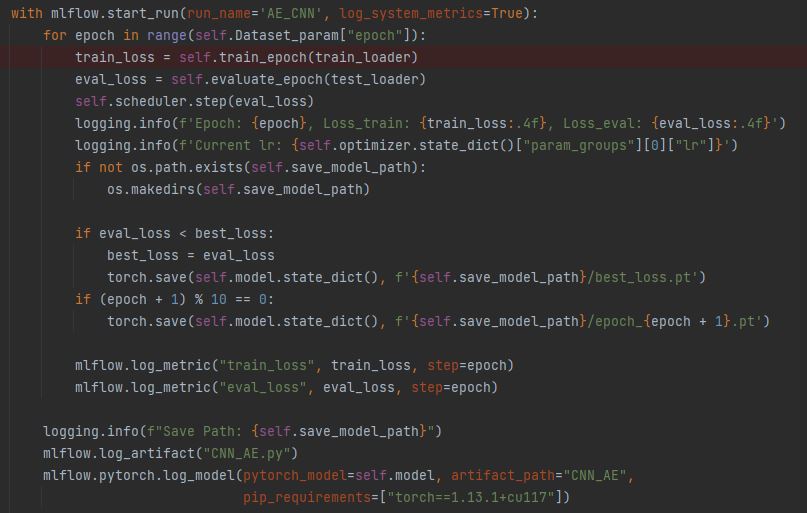 with mlflow.start_run(run_name='AE_CNN', log_system_metrics=True):
    for epoch in range(self.Dataset_param["epoch"]):
        train_loss = self.train_epoch(train_loader)
        eval_loss = self.evaluate_epoch(test_loader)
        self.scheduler.step(eval_loss)
        logging.info(f'Epoch: {epoch}, Loss_train: {train_loss:.4f}, Loss_eval: {eval_loss:.4f}')
        logging.info(f'Current lr: {self.optimizer.state_dict()["param_groups"][0]["lr"]}')
        if not os.path.exists(self.save_model_path):
            os.makedirs(self.save_model_path)

        if eval_loss < best_loss:
            best_loss = eval_loss
            torch.save(self.model.state_dict(), f'{self.save_model_path}/best_loss.pt')
        if (epoch + 1) % 10 == 0:
            torch.save(self.model.state_dict(), f'{self.save_model_path}/epoch_{epoch + 1}.pt')

        mlflow.log_metric("train_loss", train_loss, step=epoch)
        mlflow.log_metric("eval_loss", eval_loss, step=epoch)

    logging.info(f"Save Path: {self.save_model_path}")
    mlflow.log_artifact("CNN_AE.py")
    mlflow.pytorch.log_model(pytorch_model=self.model, artifact_path="CNN_AE",
                             pip_requirements=["torch==1.13.1+cu117"])